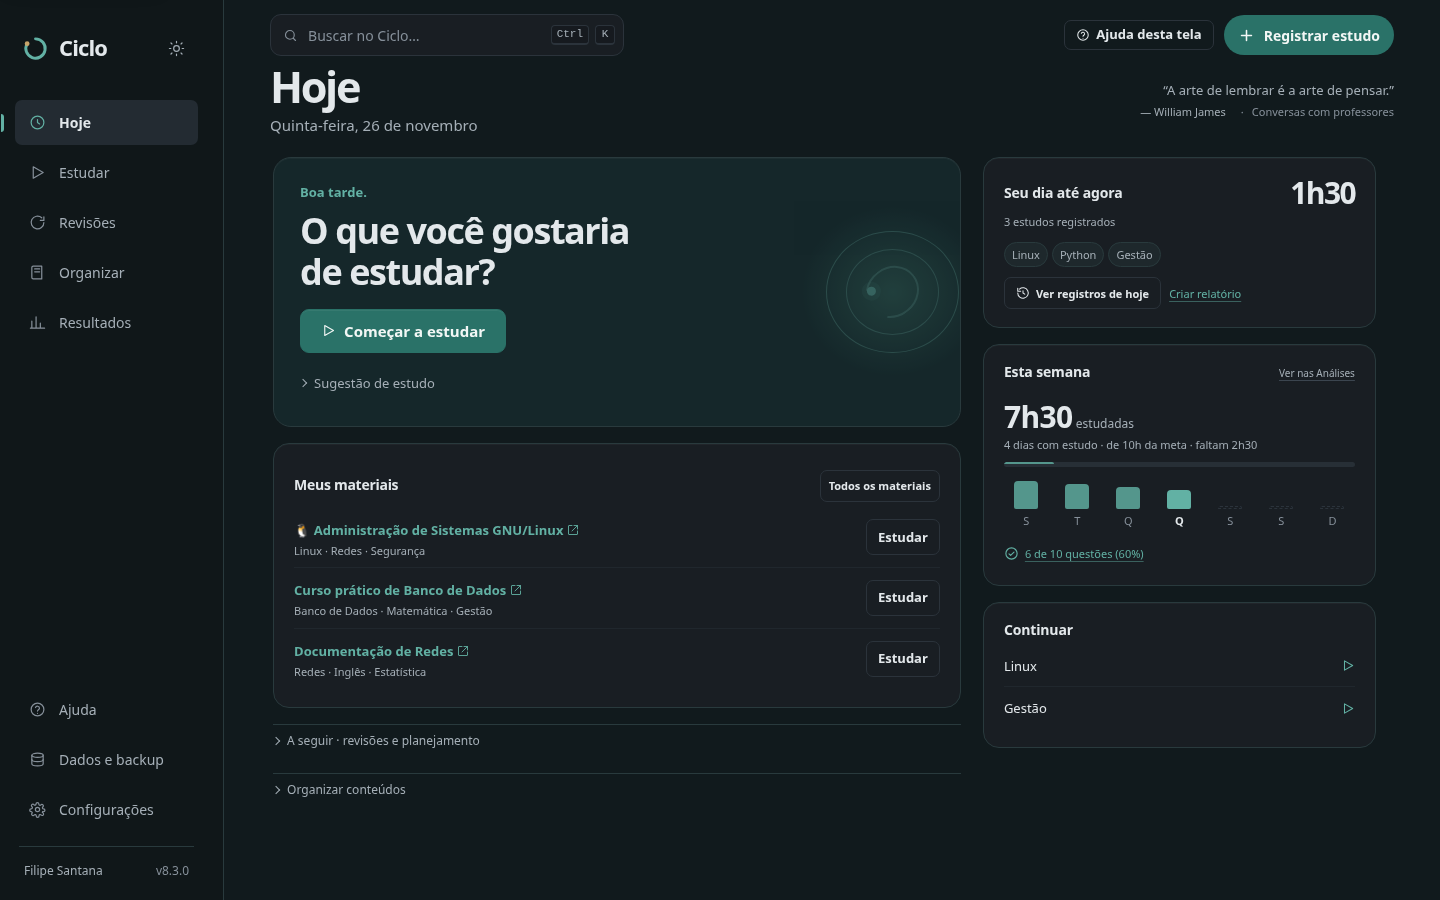 Ciclo
Hoje
Estudar
Revisões
Organizar
Resultados
Ajuda
Dados e backup
Configurações
Filipe Santana v8.3.0
Buscar no Ciclo... Ctrl K
Ajuda desta tela
Registrar estudo
Hoje
Quinta-feira, 26 de novembro
“A arte de lembrar é a arte de pensar.”
— William James · Conversas com professores
Boa tarde.
O que você gostaria
de estudar?
Começar a estudar
Sugestão de estudo
Meus materiais
Todos os materiais
Administração de Sistemas GNU/Linux
Linux · Redes · Segurança
Estudar
Curso prático de Banco de Dados
Banco de Dados · Matemática · Gestão
Estudar
Documentação de Redes
Redes · Inglês · Estatística
Estudar
A seguir · revisões e planejamento
Organizar conteúdos
Seu dia até agora 1h30
3 estudos registrados
Linux Python Gestão
Ver registros de hoje Criar relatório
Esta semana Ver nas Análises
7h30 estudadas
4 dias com estudo · de 10h da meta · faltam 2h30
S T Q Q S S D
6 de 10 questões (60%)
Continuar
Linux
Gestão